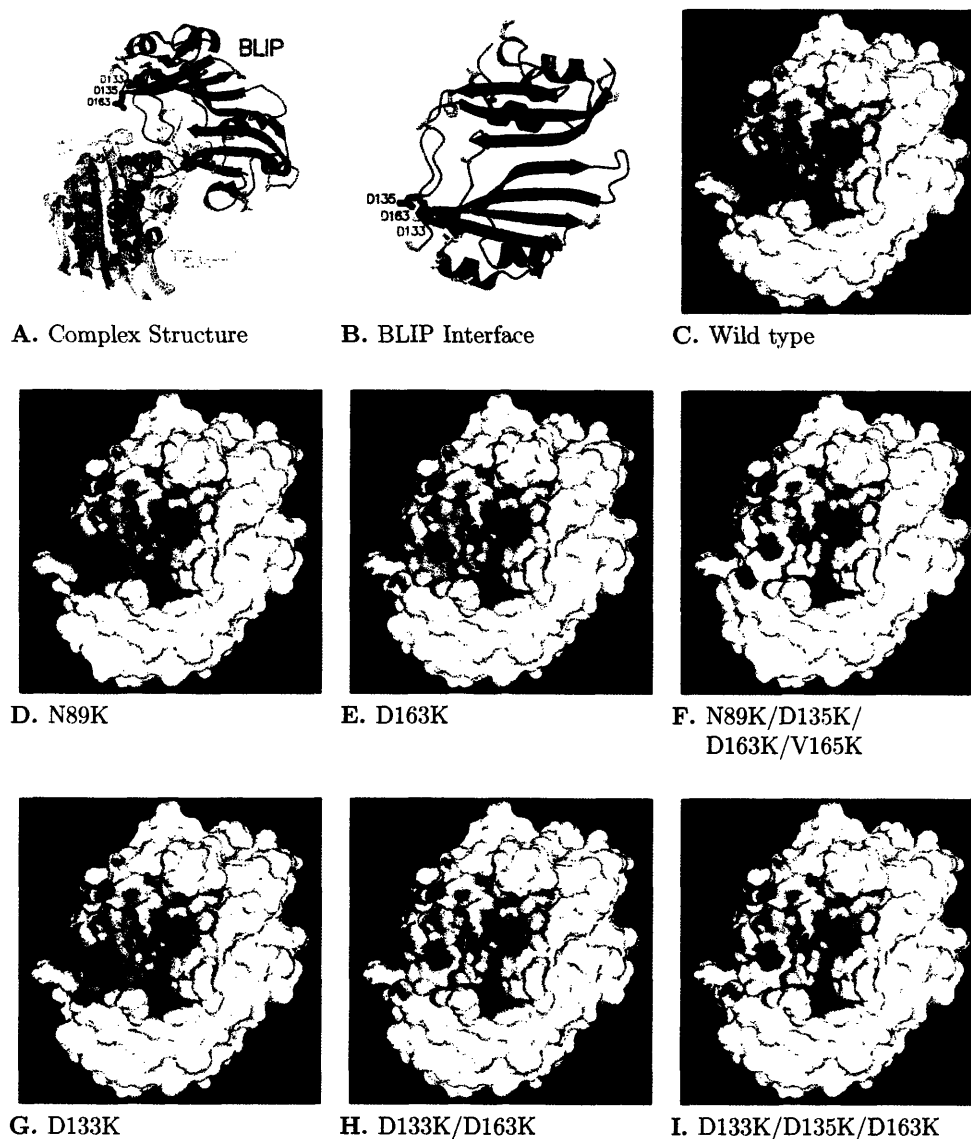 BLIP
D133
D135
D163
D135
D163
D133
A. Complex Structure
B. BLIP Interface
C. Wild type
D. N89K
E. D163K
F. N89K/D135K/
D163K/V165K
G. D133K
H. D133K/D163K
I. D133K/D135K/D163K